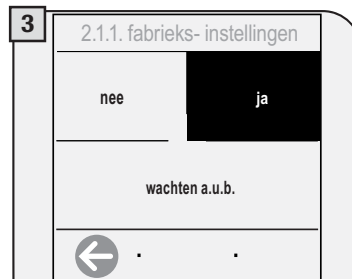 3
2.1.1. fabrieks- instellingen
nee
ja
wachten a.u.b.